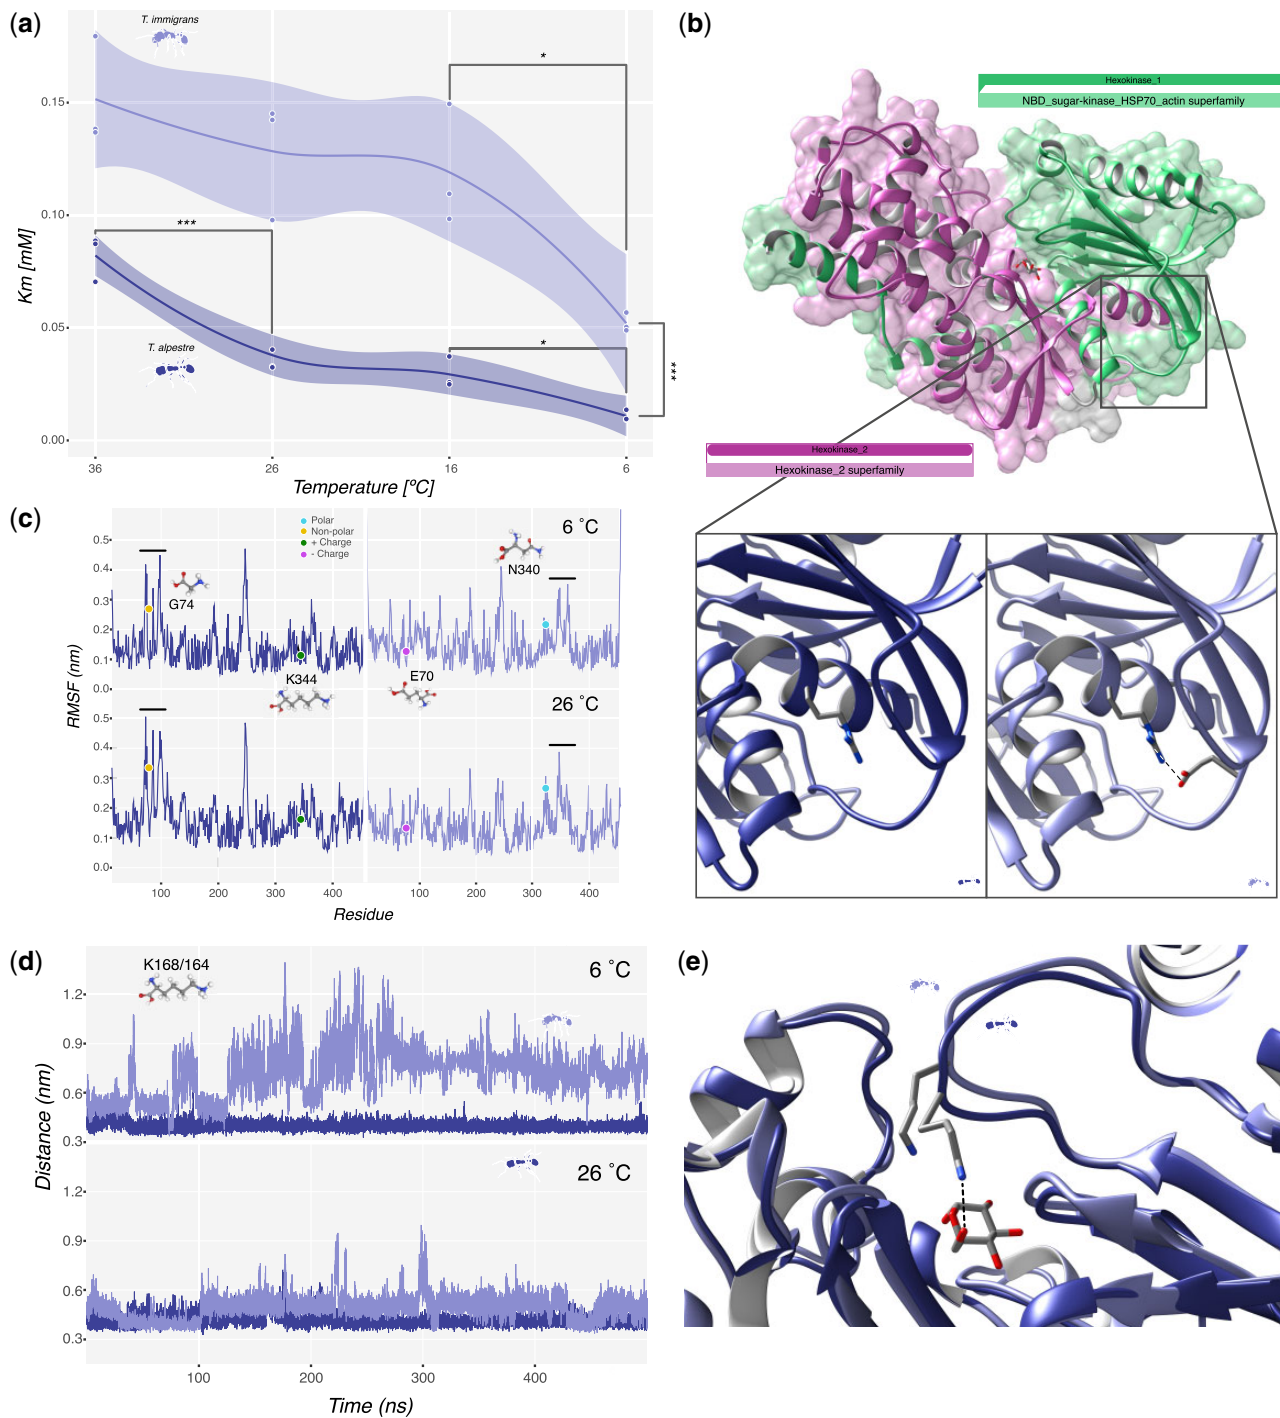 (a)
T. immigrans
*
0.15
0.10
0.05
0.00
***
*
***
T. alpestre
Km [mM]
36
26
16
6
Temperature [°C]
(b)
Hexokinase_1
NBD_sugar-kinase_HSP70_actin superfamily
Hexokinase_2
Hexokinase_2 superfamily
(c)
Polar
Non-polar
+ Charge
- Charge
6 °C
0.5
0.4
0.3
0.2
0.1
0.0
G74
N340
K344
E70
RMSF (nm)
26 °C
0.5
0.4
0.3
0.2
0.1
0.0
100
200
300
400
100
200
300
400
Residue
(d)
K168/164
6 °C
1.2
0.9
0.6
0.3
Distance (nm)
26 °C
1.2
0.9
0.6
0.3
100
200
300
400
Time (ns)
(e)